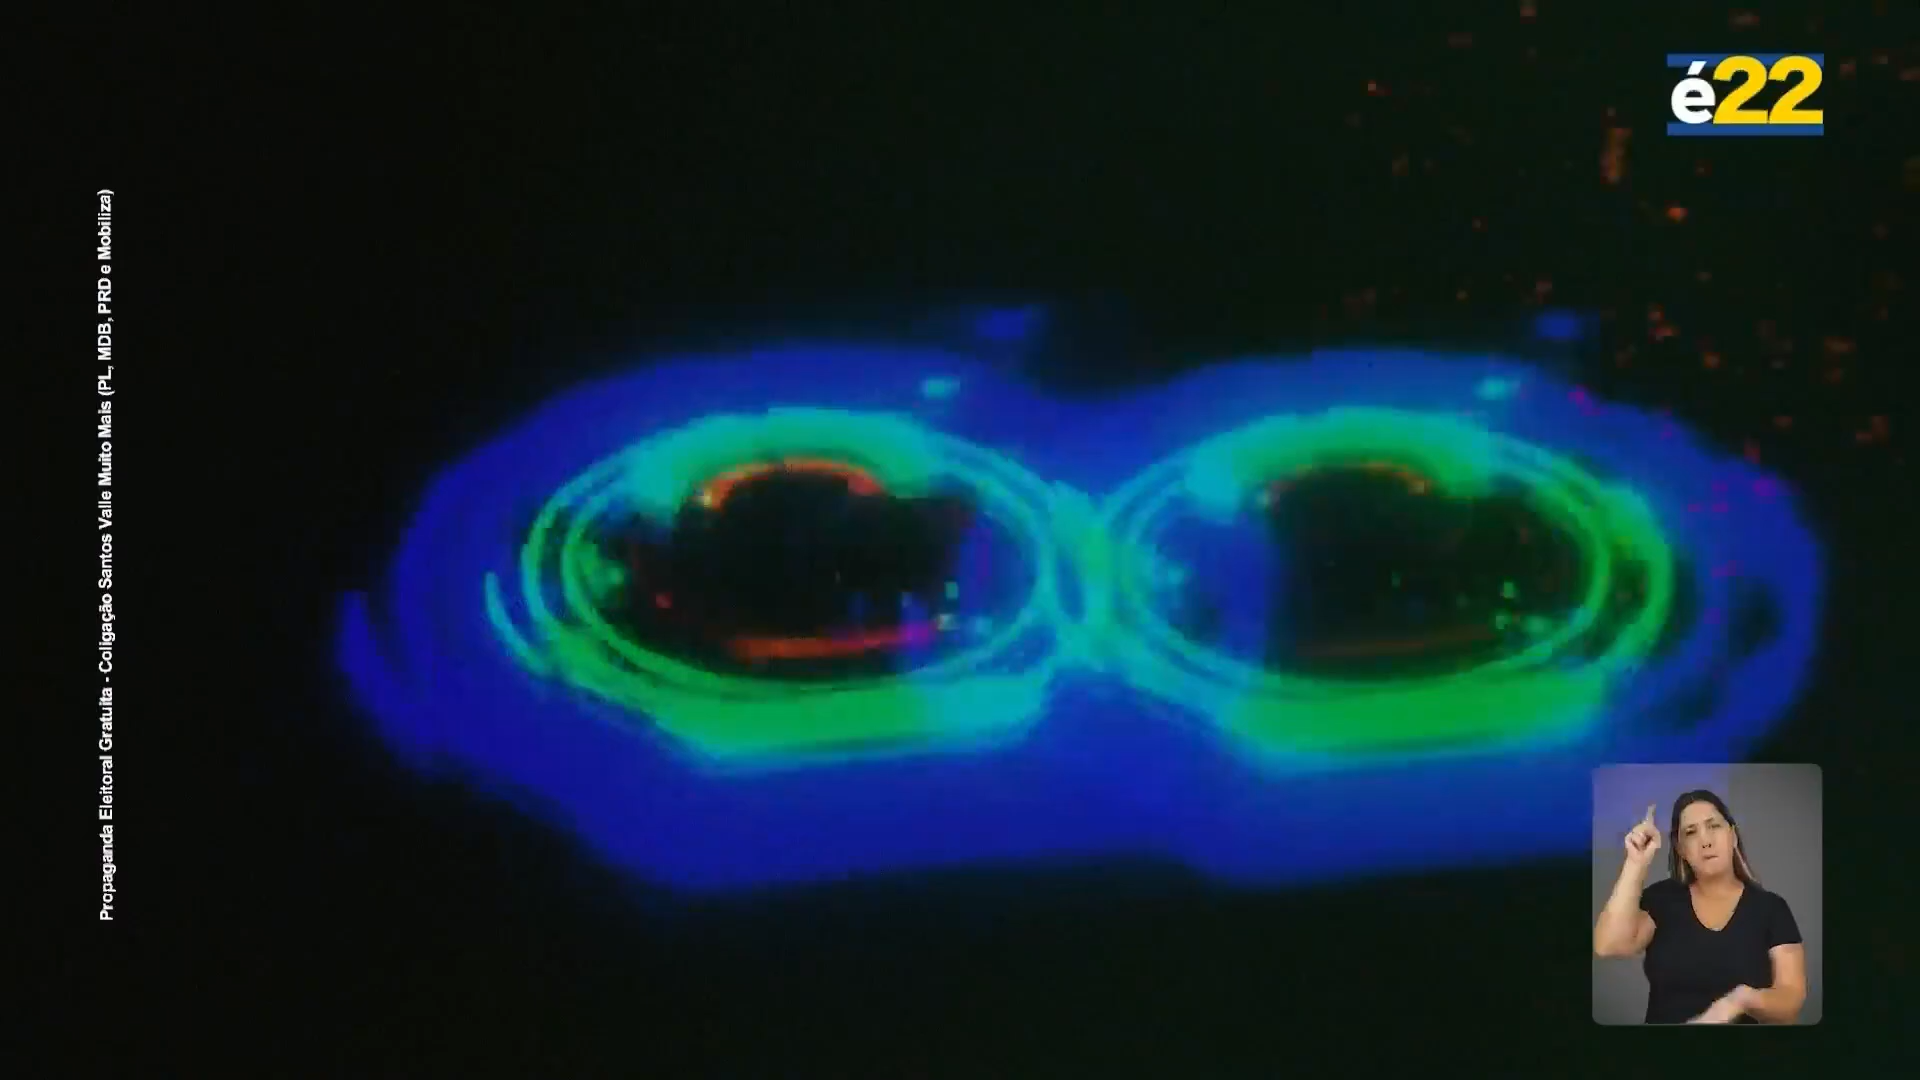 é22
Propaganda Eleitoral Gratuita - Coligação Santos Valle Muito Mais (PL, MDB, PRD e Mobiliza)